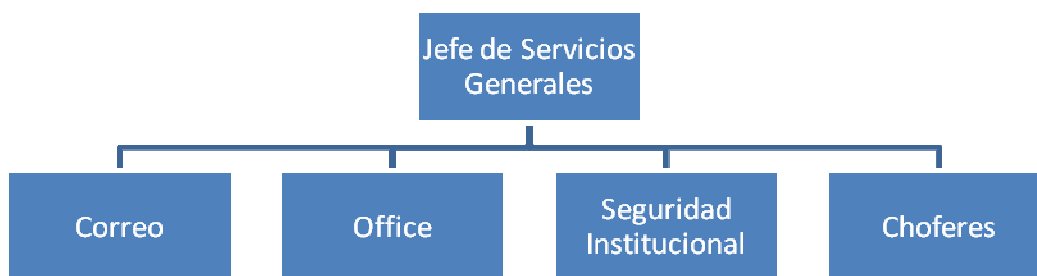 Jefe de Servicios
Generales
Correo
Office
Seguridad
Institucional
Choferes